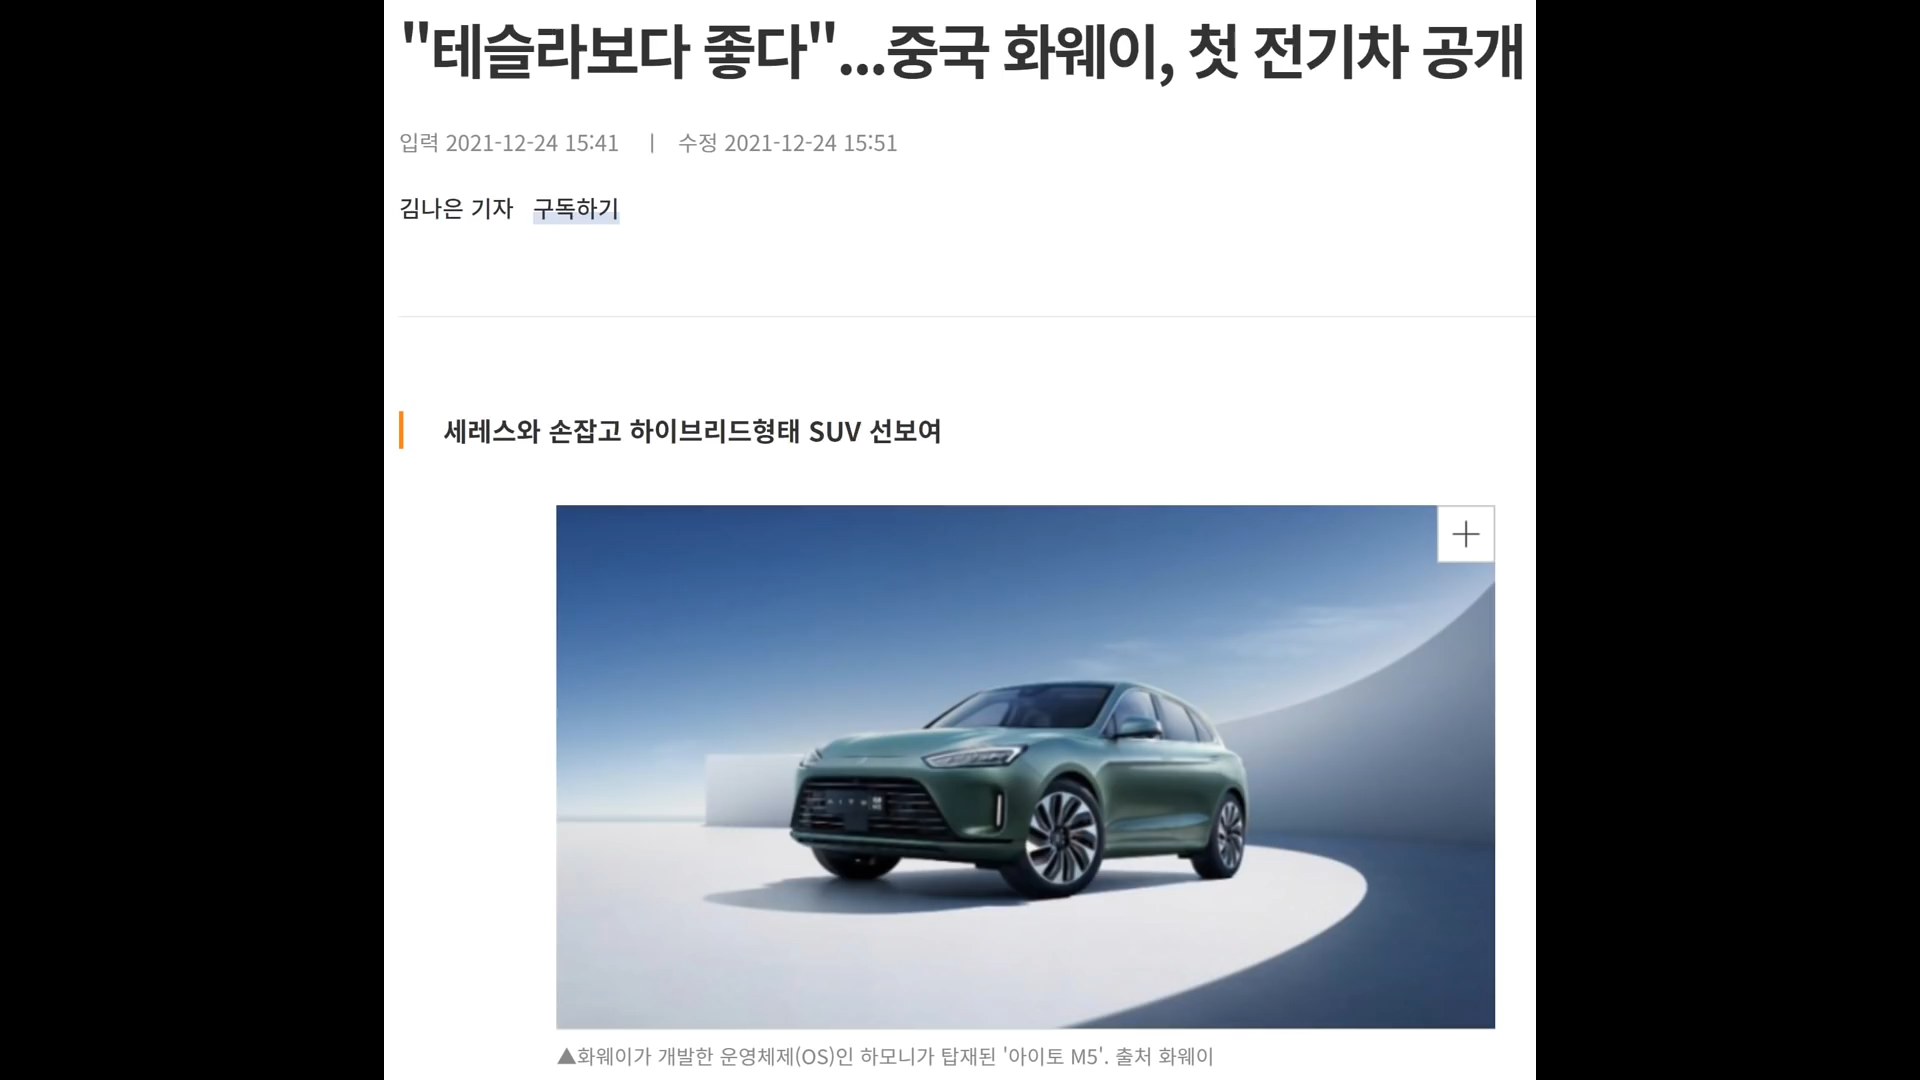 "테슬라보다 좋다"...중국 화웨이, 첫 전기차 공개
입력 2021-12-24 15:41 | 수정 2021-12-24 15:51
김나은 기자 구독하기
세레스와 손잡고 하이브리드형태 SUV 선보여
AITO
▲화웨이가 개발한 운영체제(OS)인 하모니가 탑재된 '아이토 M5'. 출처 화웨이